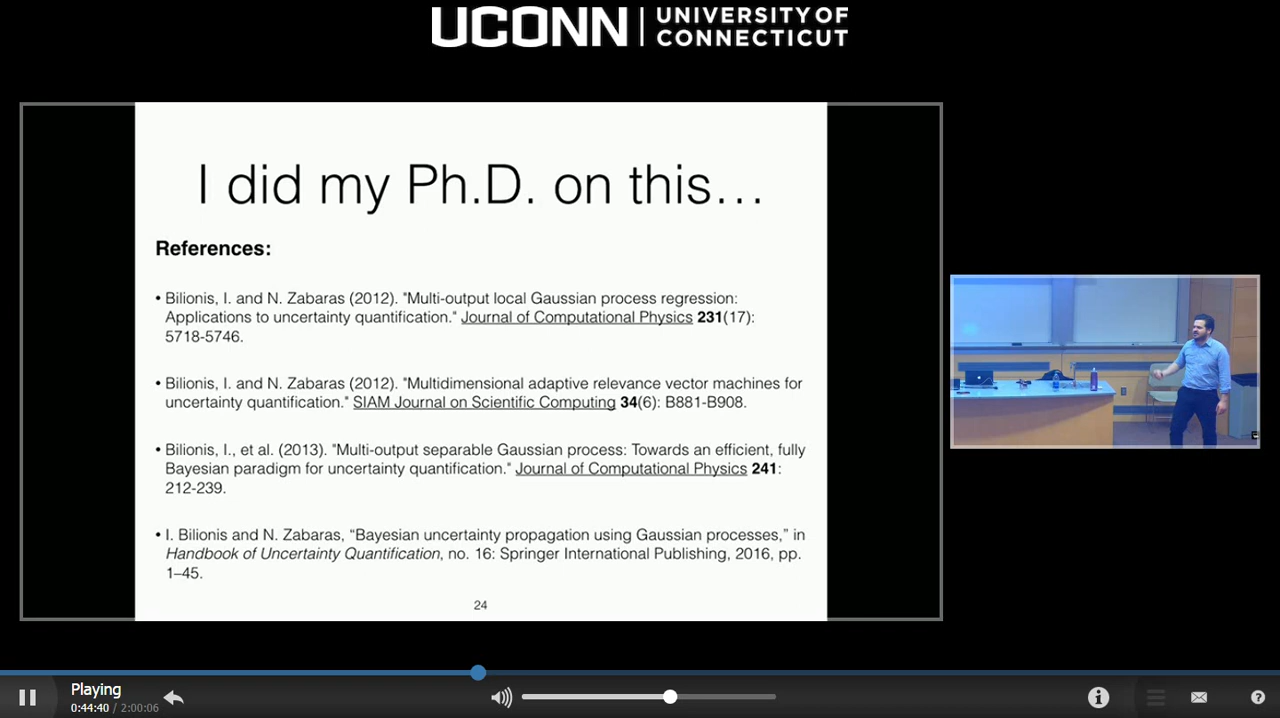 UCONN | UNIVERSITY OF
CONNECTICUT
I did my Ph.D. on this…
References:
• Bilionis, I. and N. Zabaras (2012). "Multi-output local Gaussian process regression:
Applications to uncertainty quantification." Journal of Computational Physics 231(17):
5718-5746.
• Bilionis, I. and N. Zabaras (2012). "Multidimensional adaptive relevance vector machines for
uncertainty quantification." SIAM Journal on Scientific Computing 34(6): B881-B908.
• Bilionis, I., et al. (2013). "Multi-output separable Gaussian process: Towards an efficient, fully
Bayesian paradigm for uncertainty quantification." Journal of Computational Physics 241:
212-239.
• I. Bilionis and N. Zabaras, “Bayesian uncertainty propagation using Gaussian processes,” in
Handbook of Uncertainty Quantification, no. 16: Springer International Publishing, 2016, pp.
1–45.
24
Playing
0:44:40 / 2:00:06